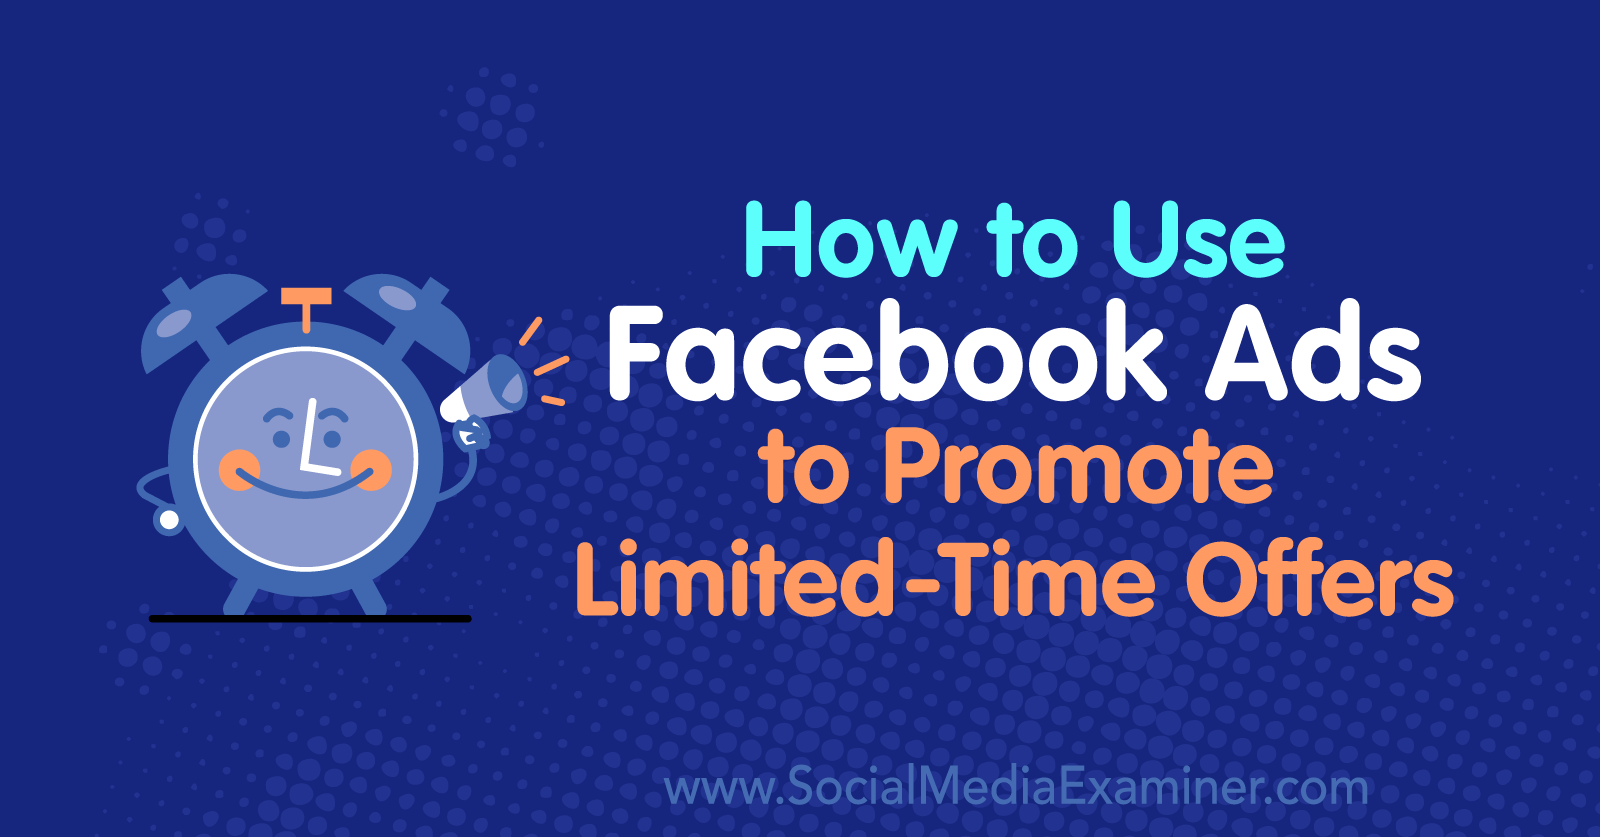 How to Use
Facebook Ads
to Promote
Limited-Time Offers
www.SocialMediaExaminer.com